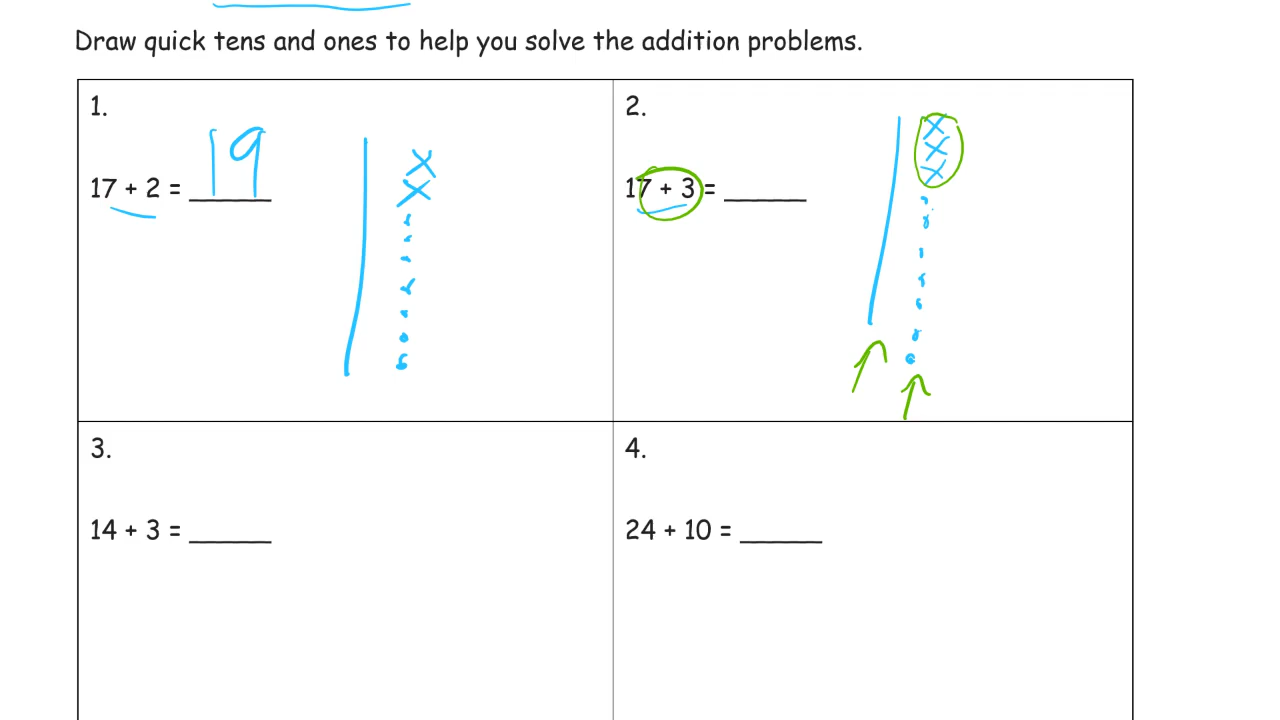 Draw quick tens and ones to help you solve the addition problems.
1.
17 + 2 = 19
2.
17 + 3 = ______
3.
14 + 3 = ______
4.
24 + 10 = ______